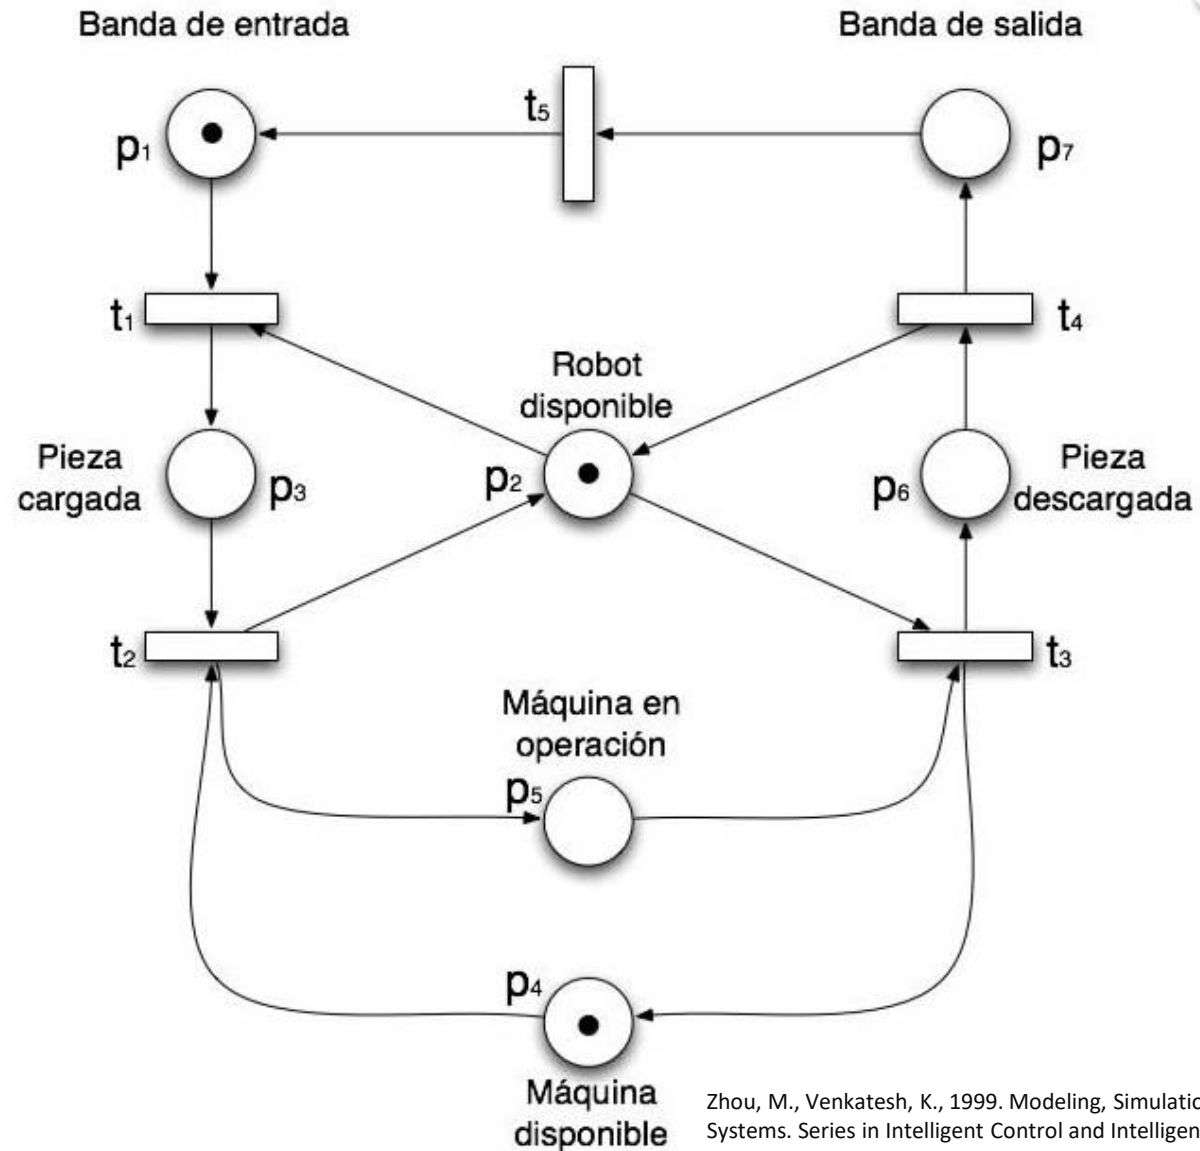 Banda de entrada
Banda de salida
t5
p1
p7
t1
t4
Robot
disponible
Pieza
cargada
p3
p2
p6
Pieza
descargada
t2
t3
Máquina en
operación
p5
p4
Máquina
disponible
Zhou, M., Venkatesh, K., 1999. Modeling, Simulatio
Systems. Series in Intelligent Control and Intelligen